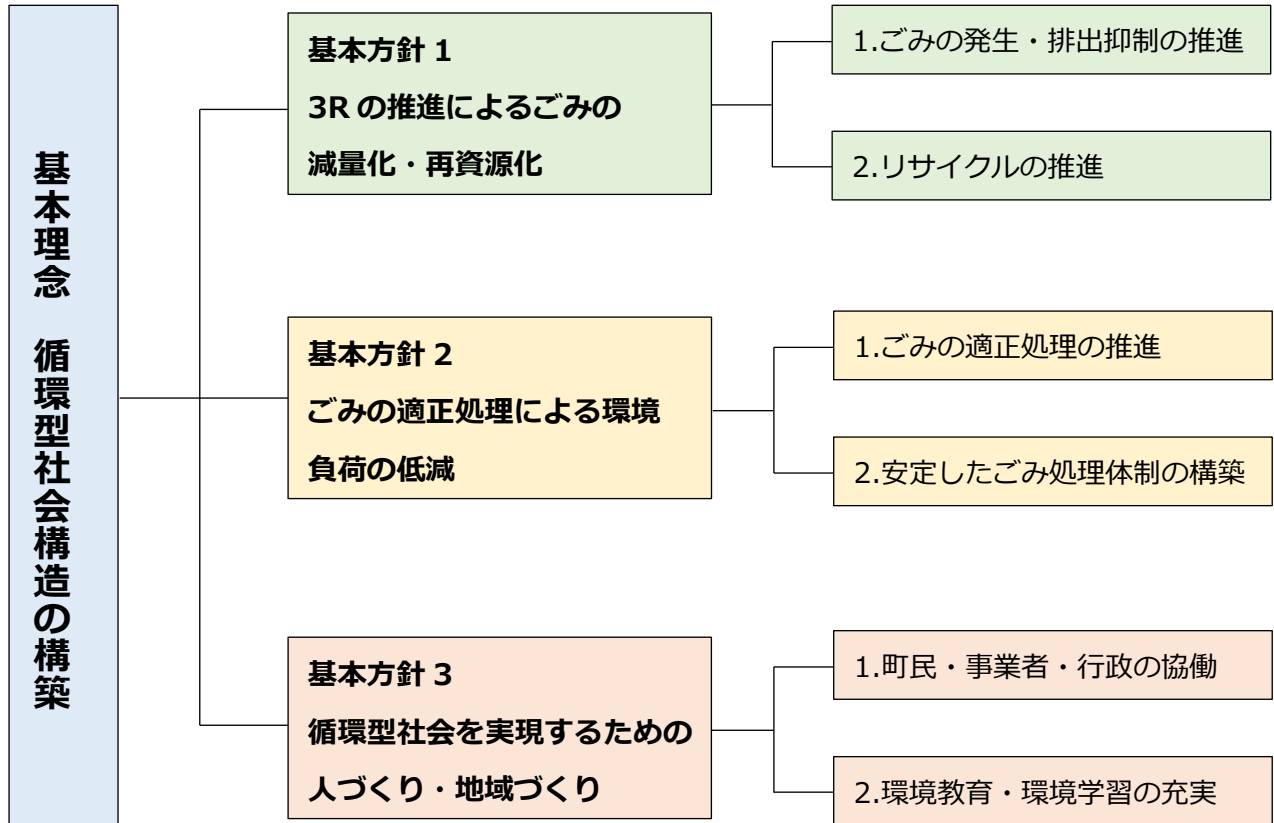 基本理念　循環型社会構造の構築
基本方針 1
3R の推進によるごみの
減量化・再資源化
1.ごみの発生・排出抑制の推進
2.リサイクルの推進
基本方針 2
ごみの適正処理による環境
負荷の低減
1.ごみの適正処理の推進
2.安定したごみ処理体制の構築
基本方針 3
循環型社会を実現するための
人づくり・地域づくり
1.町民・事業者・行政の協働
2.環境教育・環境学習の充実